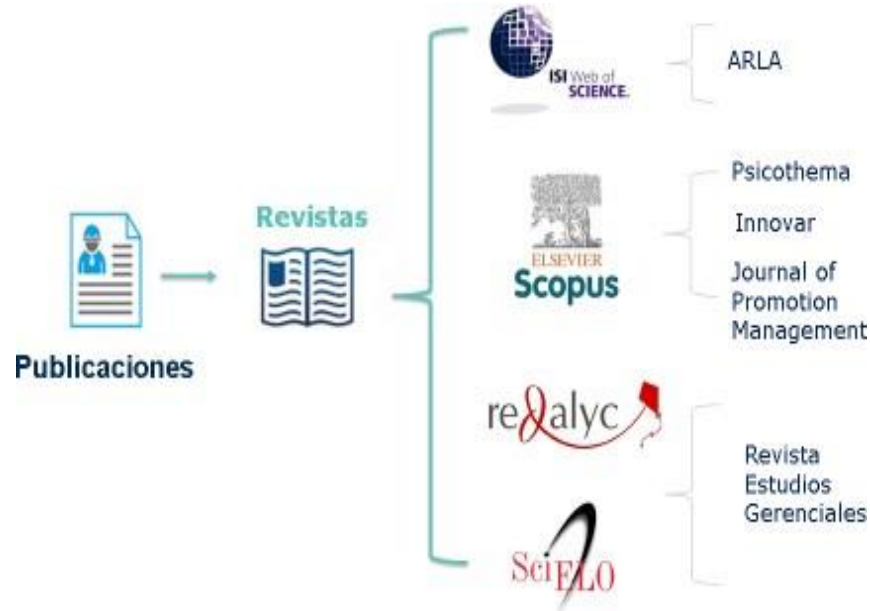 Publicaciones
Revistas
ISI Web of
SCIENCE.
ARLA
ELSEVIER
Scopus
Psicothema
Innovar
Journal of
Promotion
Management
redalyc
SciELO
Revista
Estudios
Gerenciales